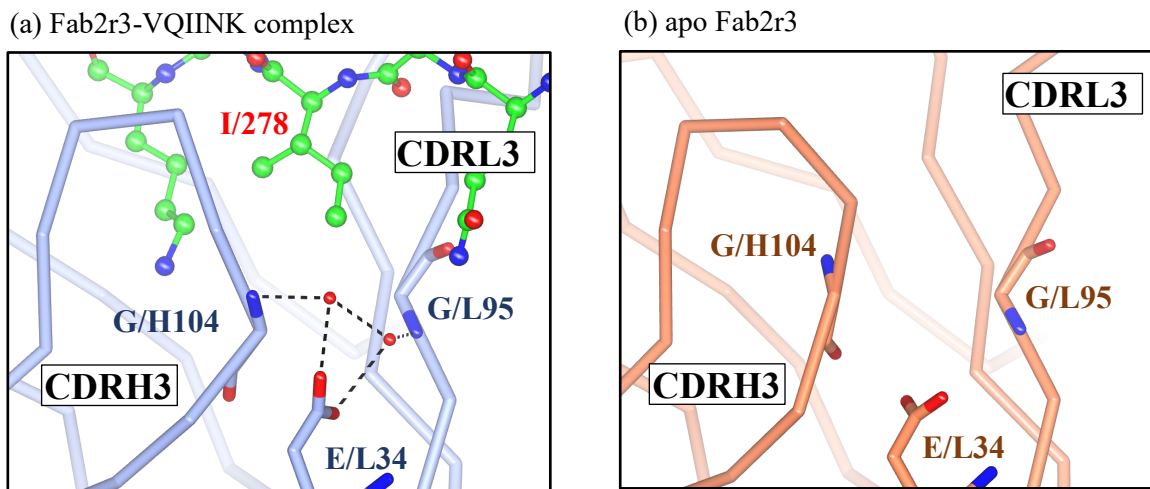 (a) Fab2r3-VQIINK complex
I/278
CDRL3
G/H104
G/L95
CDRH3
E/L34
(b) apo Fab2r3
CDRL3
G/H104
G/L95
CDRH3
E/L34